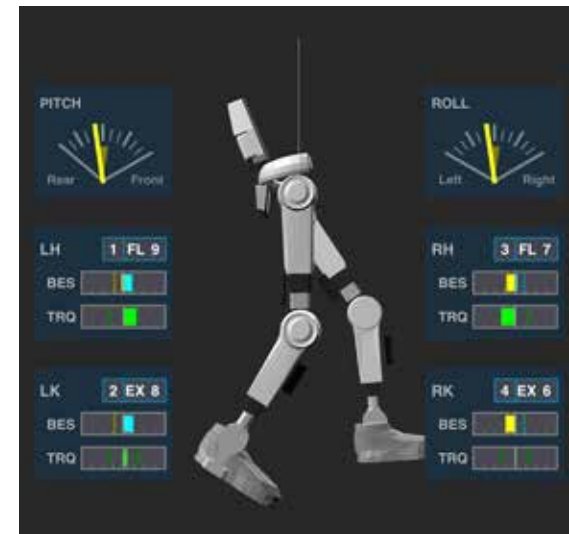 PITCH
Rear Front
ROLL
Left Right
LH 1 FL 9
BES
TRQ
RH 3 FL 7
BES
TRQ
LK 2 EX 8
BES
TRQ
RK 4 EX 6
BES
TRQ